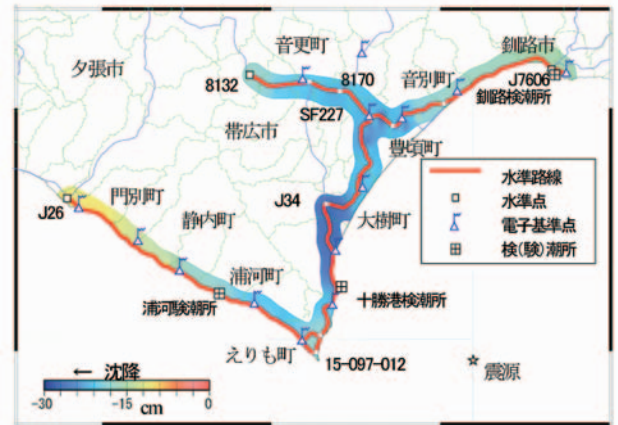 音更町
釧路市
夕張市
8132
8170
音別町
J7606
釧路検潮所
SF227
帯広市
豊頃町
水準路線
水準点
電子基準点
検(験)潮所
門別町
J26
静内町
J34
大樹町
浦河町
浦河験潮所
十勝港検潮所
えりも町
15-097-012
震源
← 沈降
-30 -15 0
cm